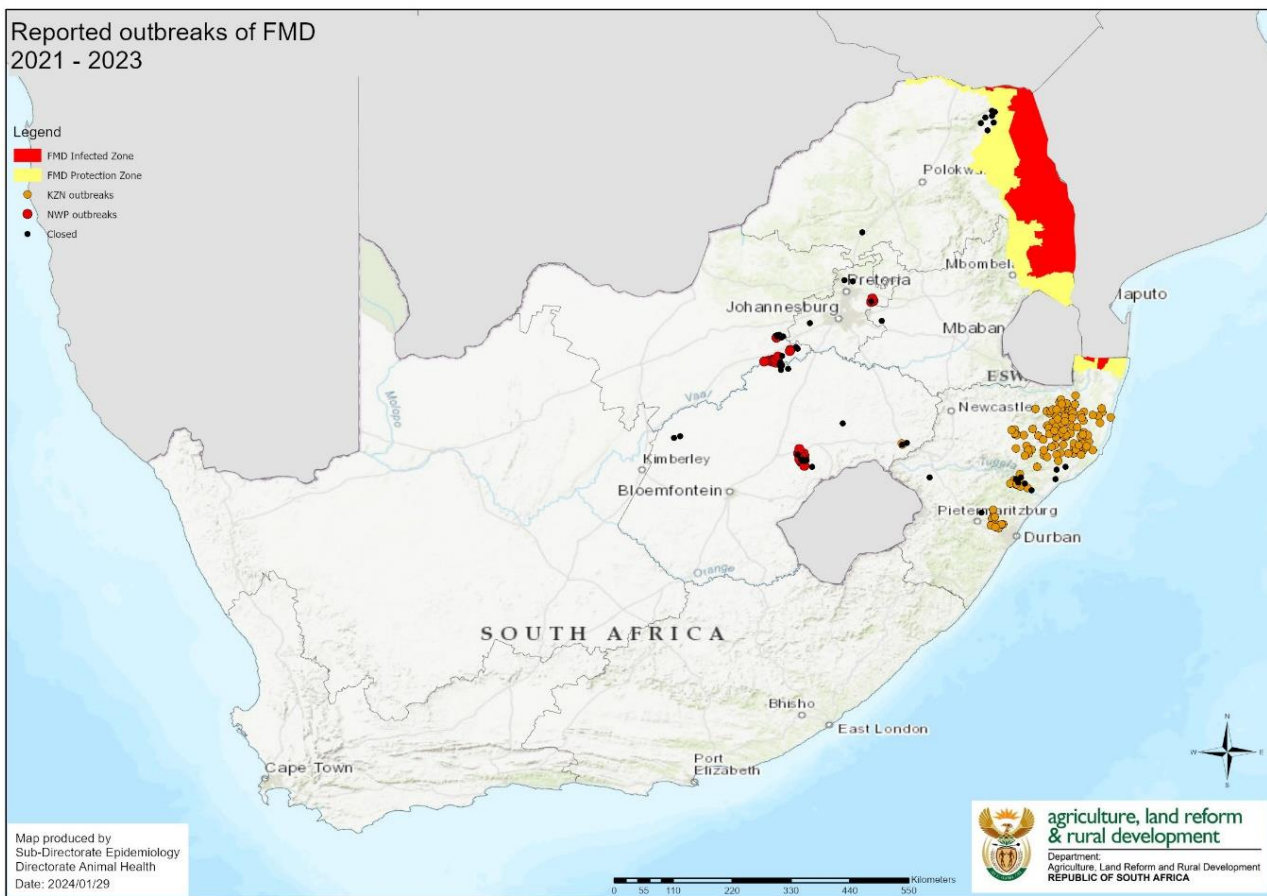 Reported outbreaks of FMD
2021 - 2023
Legend
FMD Infected Zone
FMD Protection Zone
KZN outbreaks
NWP outbreaks
Closed
Polokwa
Mbombela
Pretoria
Johannesburg
laputo
Mbaban
ESW
Molopo
Vaal
Newcastle
Kimberley
Tugela
Bloemfontein
Pietermaritzburg
Durban
Orange
SOUTH AFRICA
Bhisho
East London
Port
Elizabeth
Cape Town
N
W
E
S
Map produced by
Sub-Directorate Epidemiology
Directorate Animal Health
Date: 2024/01/29
Kilometers
0 55 110 220 330 440 550
agriculture, land reform
& rural development
Department:
Agriculture, Land Reform and Rural Development
REPUBLIC OF SOUTH AFRICA